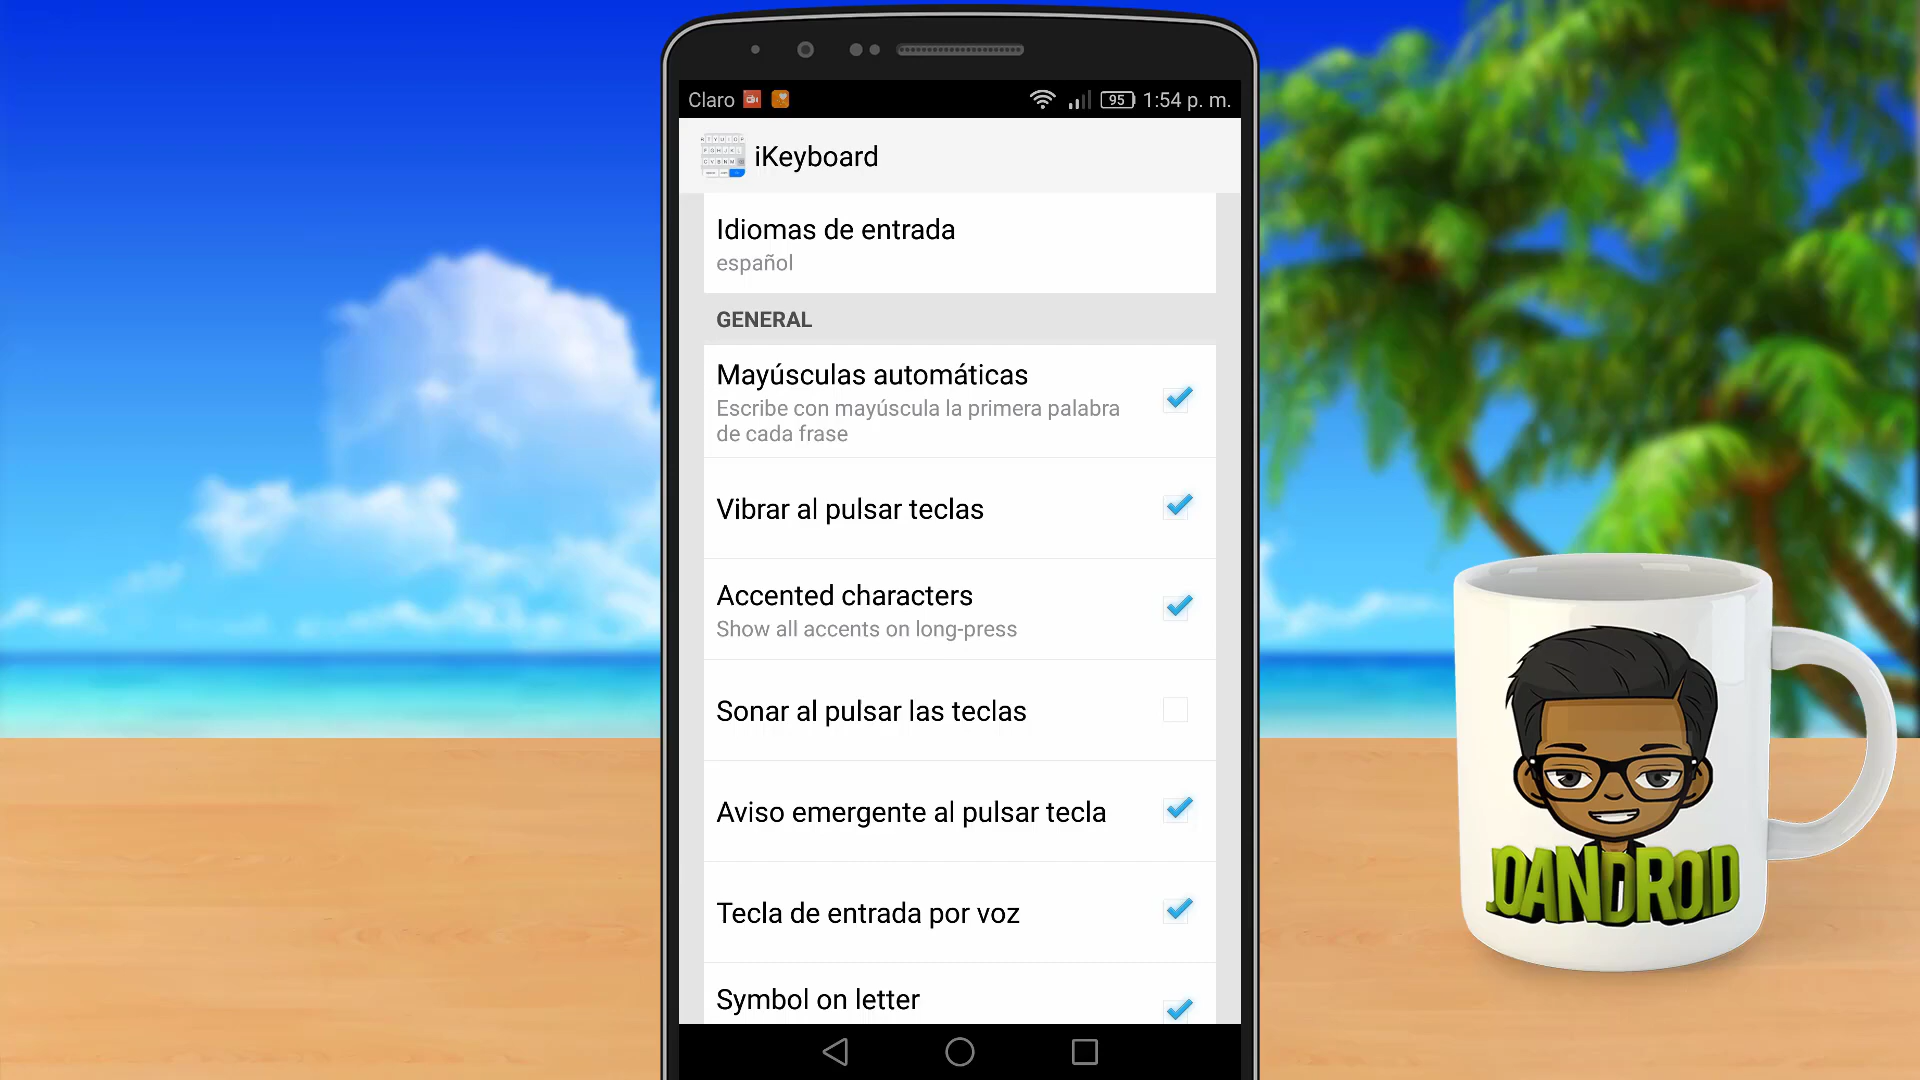 Claro 95 1:54 p. m.
iKeyboard
Idiomas de entrada
español
GENERAL
Mayúsculas automáticas
Escribe con mayúscula la primera palabra
de cada frase
Vibrar al pulsar teclas
Accented characters
Show all accents on long-press
Sonar al pulsar las teclas
Aviso emergente al pulsar tecla
Tecla de entrada por voz
Symbol on letter
JOANDROID